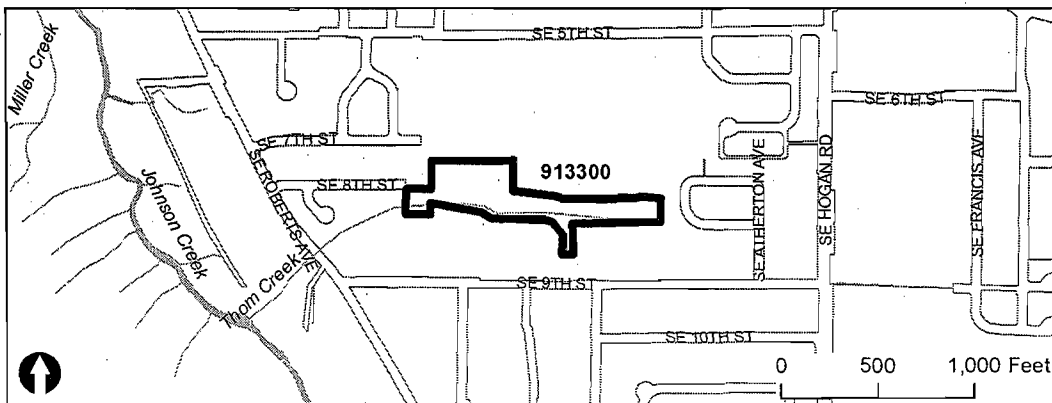 SE 5TH ST
Miller Creek
SE 6TH ST
SE 7TH ST
913300
SE 8TH ST
SE ROBERTS AVE
SE ATHERTON AVE
SE HOGAN RD
SE FRANCIS AVE
Johnson Creek
Thom Creek
SE 9TH ST
SE 10TH ST
0 500 1,000 Feet